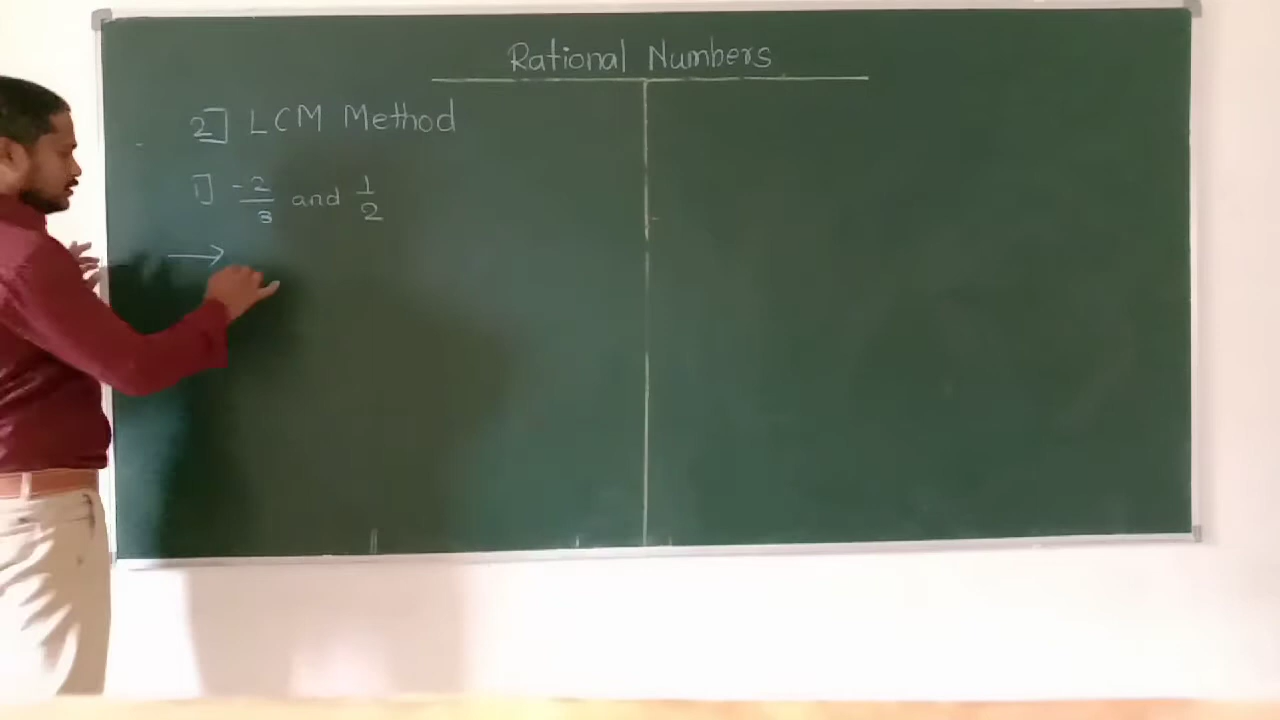 Rational Numbers
2] LCM Method
1] -2/3 and 1/2
→